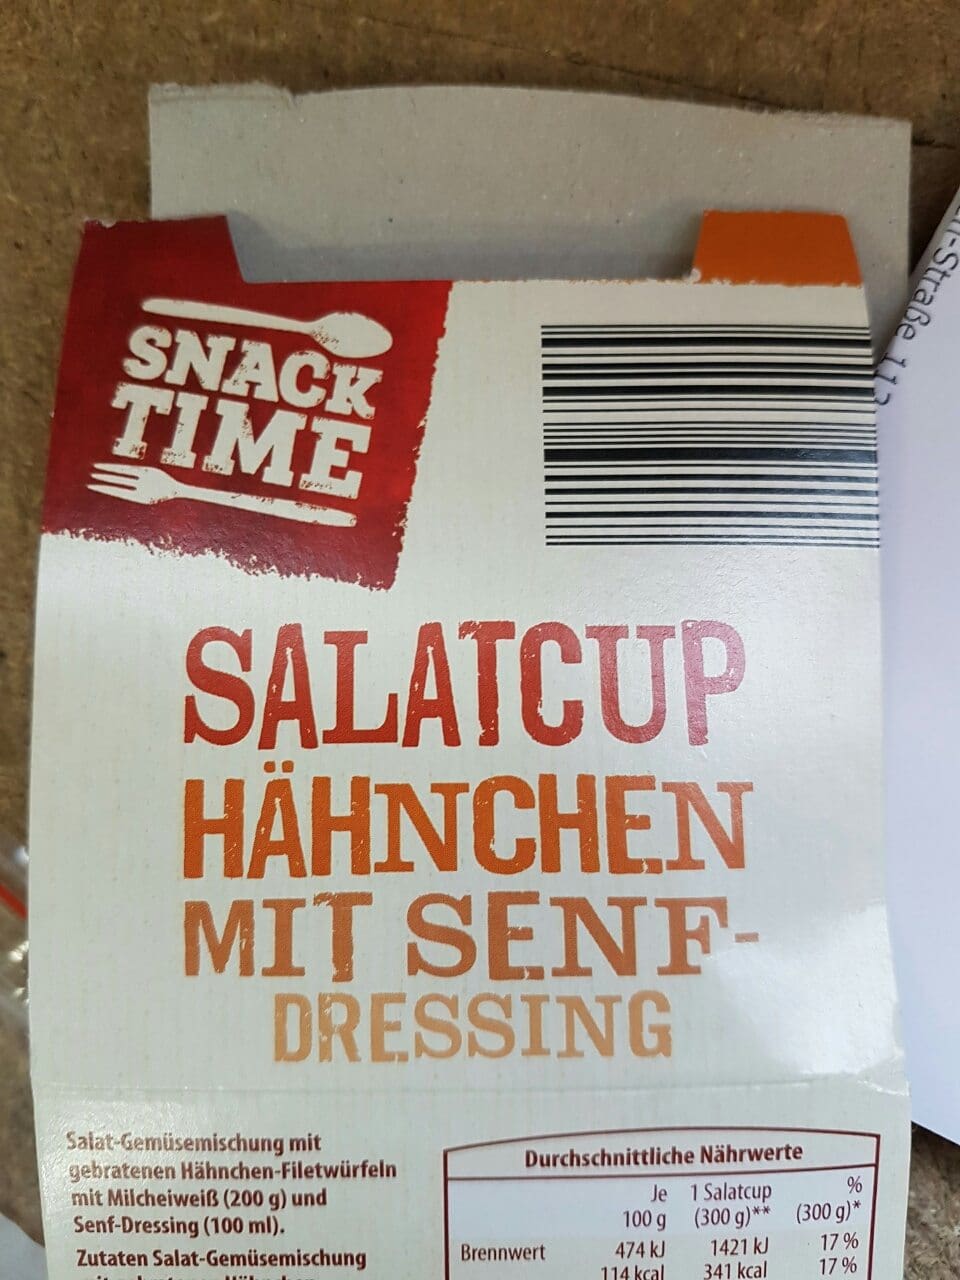 SNACK
TIME
n-Straße 112
SALATCUP
HÄHNCHEN
MIT SENF-
DRESSING
Salat-Gemüsemischung mit
gebratenen Hähnchen-Filetwürfeln
mit Milcheiweiß (200 g) und
Senf-Dressing (100 ml).
Zutaten Salat-Gemüsemischung
Durchschnittliche Nährwerte
Je 1 Salatcup %
100 g (300 g)** (300 g)*
Brennwert 474 kJ 1421 kJ 17 %
114 kcal 341 kcal 17 %